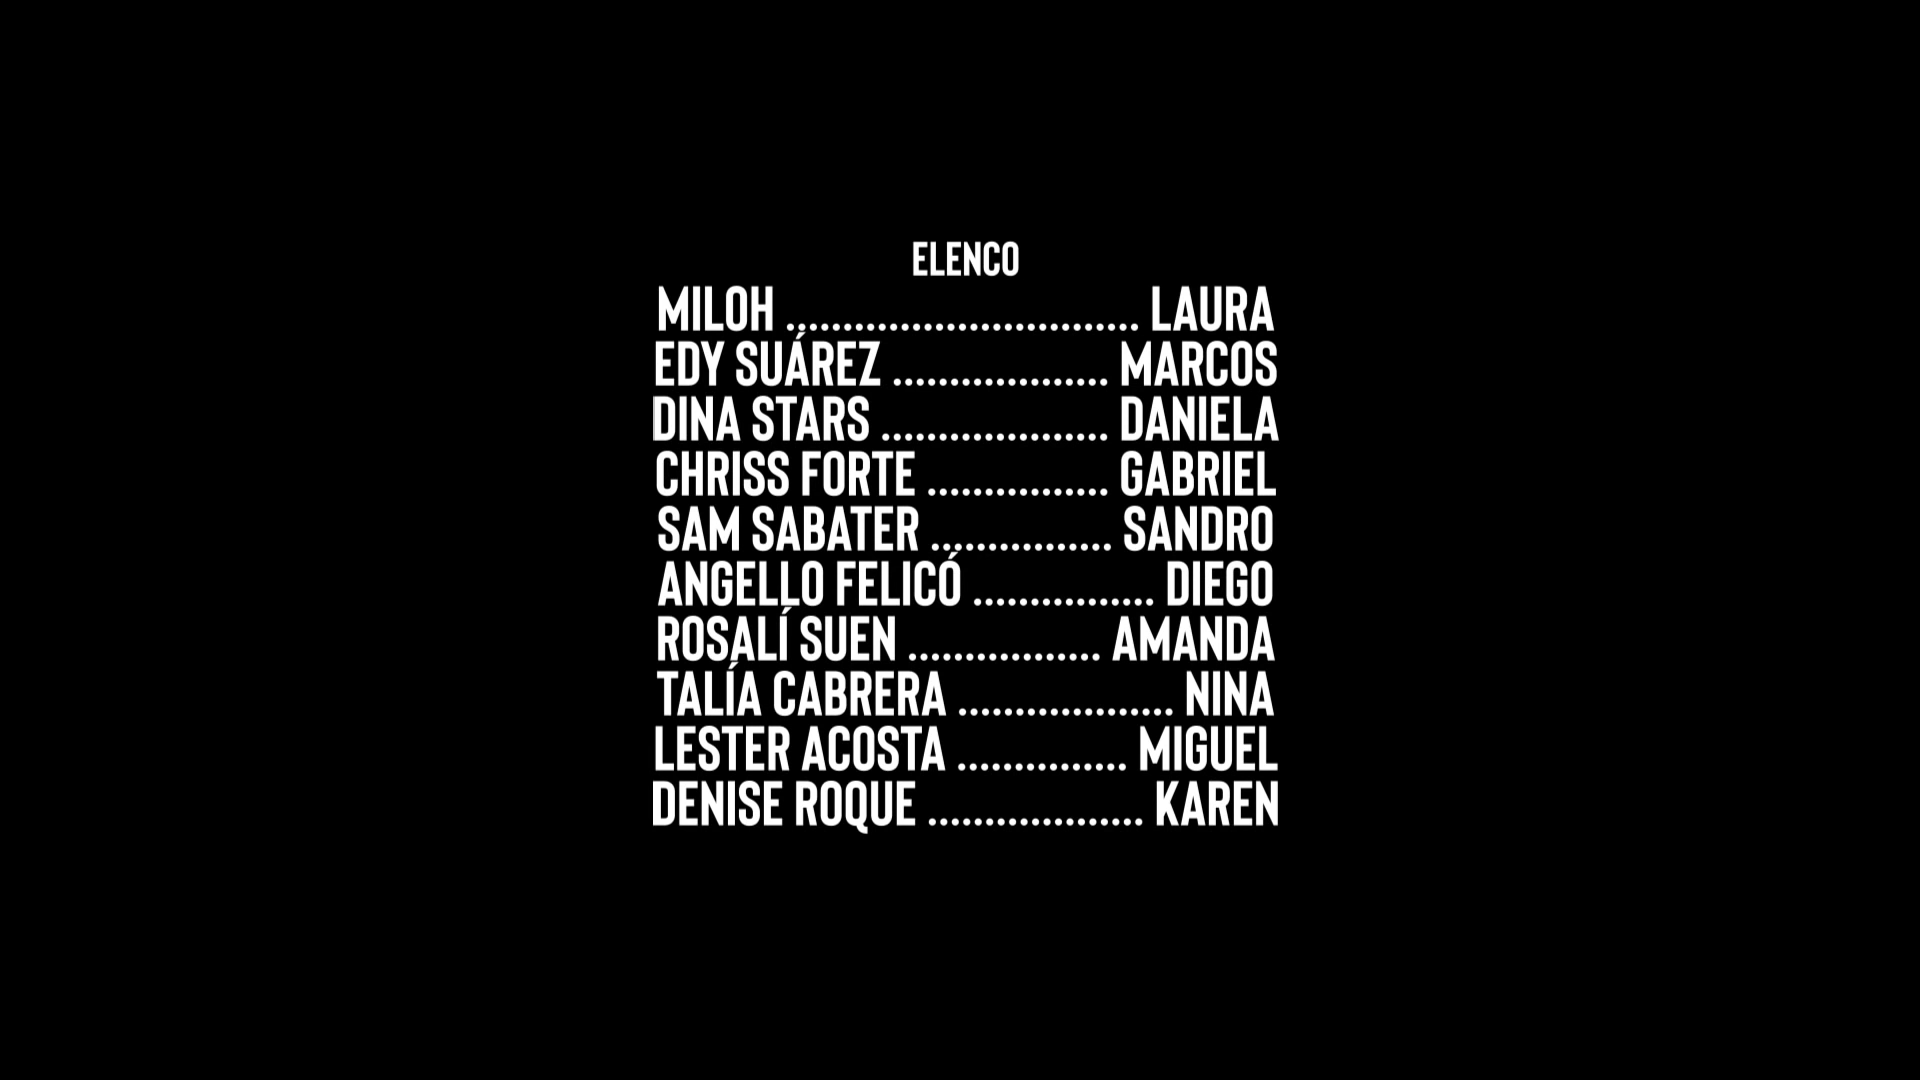 ELENCO
MILOH ............................... LAURA
EDY SUÁREZ ................... MARCOS
DINA STARS .................... DANIELA
CHRISS FORTE ................ GABRIEL
SAM SABATER ................ SANDRO
ANGELLO FELICÓ ................ DIEGO
ROSALÍ SUEN ................. AMANDA
TALÍA CABRERA ................... NINA
LESTER ACOSTA ............... MIGUEL
DENISE ROQUE ................... KAREN